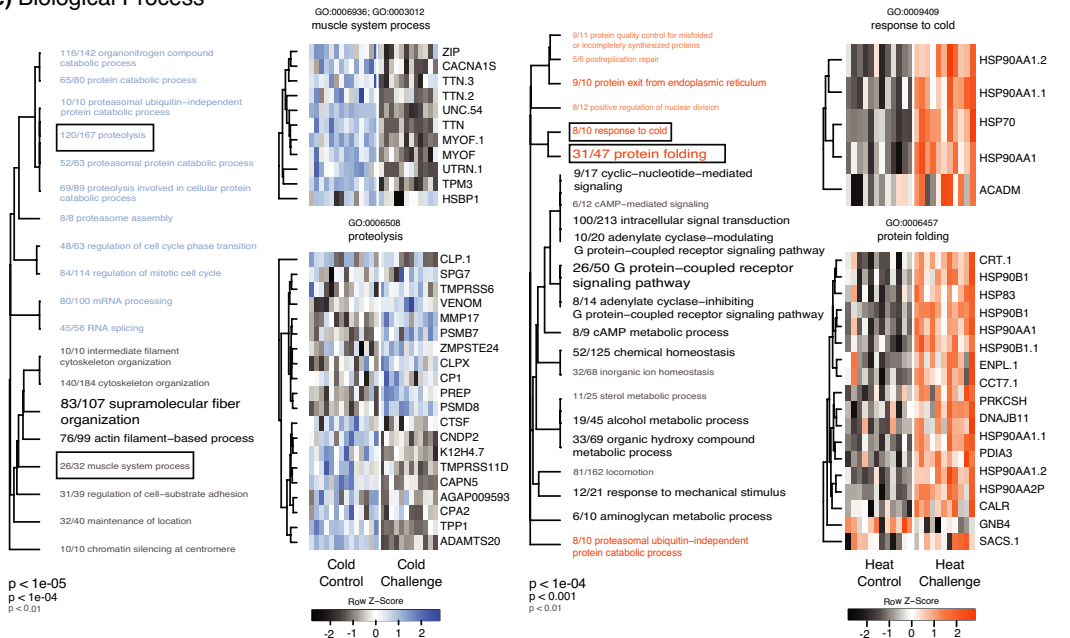 ) Biological Process
116/142 organonitrogen compound
catabolic process
65/80 protein catabolic process
10/10 proteasomal ubiquitin−independent
protein catabolic process
120/167 proteolysis
52/63 proteasomal protein catabolic process
69/89 proteolysis involved in cellular protein
catabolic process
8/8 proteasome assembly
48/63 regulation of cell cycle phase transition
84/114 regulation of mitotic cell cycle
80/100 mRNA processing
45/56 RNA splicing
10/10 intermediate filament
cytoskeleton organization
140/184 cytoskeleton organization
83/107 supramolecular fiber
organization
76/99 actin filament−based process
26/32 muscle system process
31/39 regulation of cell−substrate adhesion
32/40 maintenance of location
10/10 chromatin silencing at centromere
p < 1e-05
p < 1e-04
p < 0.01
GO:0006936; GO:0003012
muscle system process
ZIP
CACNA1S
TTN.3
TTN.2
UNC.54
TTN
MYOF.1
MYOF
UTRN.1
TPM3
HSBP1
GO:0006508
proteolysis
CLP.1
SPG7
TMPRSS6
VENOM
MMP17
PSMB7
ZMPSTE24
CLPX
CP1
PREP
PSMD8
CTSF
CNDP2
K12H4.7
TMPRSS11D
CAPN5
AGAP009593
CPA2
TPP1
ADAMTS20
Cold
Control
Cold
Challenge
Row Z−Score
-2 -1 0 1 2
9/11 protein quality control for misfolded
or incompletely synthesized proteins
5/6 postreplication repair
9/10 protein exit from endoplasmic reticulum
8/12 positive regulation of nuclear division
8/10 response to cold
31/47 protein folding
9/17 cyclic−nucleotide−mediated
signaling
6/12 cAMP−mediated signaling
100/213 intracellular signal transduction
10/20 adenylate cyclase−modulating
G protein−coupled receptor signaling pathway
26/50 G protein−coupled receptor
signaling pathway
8/14 adenylate cyclase−inhibiting
G protein−coupled receptor signaling pathway
8/9 cAMP metabolic process
52/125 chemical homeostasis
32/68 inorganic ion homeostasis
11/25 sterol metabolic process
19/45 alcohol metabolic process
33/69 organic hydroxy compound
metabolic process
81/162 locomotion
12/21 response to mechanical stimulus
6/10 aminoglycan metabolic process
8/10 proteasomal ubiquitin−independent
protein catabolic process
p < 1e-04
p < 0.001
p < 0.01
GO:0009409
response to cold
HSP90AA1.2
HSP90AA1.1
HSP70
HSP90AA1
ACADM
GO:0006457
protein folding
CRT.1
HSP90B1
HSP83
HSP90B1
HSP90AA1
HSP90B1.1
ENPL.1
CCT7.1
PRKCSH
DNAJB11
HSP90AA1.1
PDIA3
HSP90AA1.2
HSP90AA2P
CALR
GNB4
SACS.1
Heat
Control
Heat
Challenge
Row Z−Score
-2 -1 0 1 2